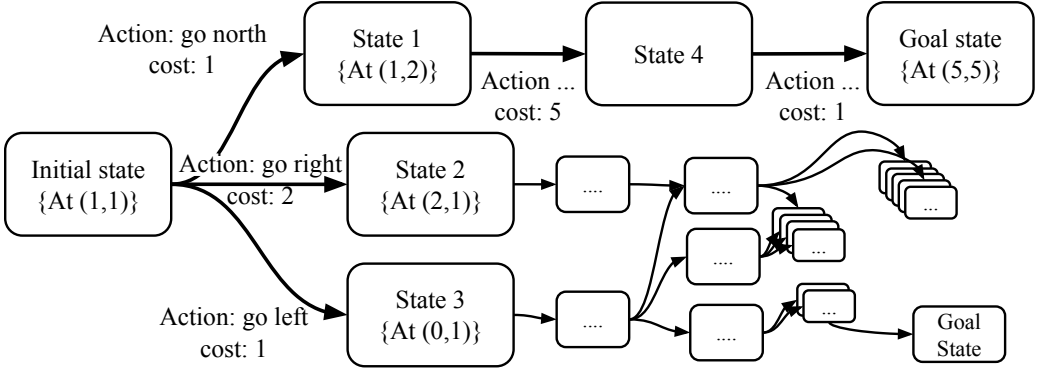 Action: go north
cost: 1
State 1
{At (1,2)}
Action ...
cost: 5
State 4
Action ...
cost: 1
Goal state
{At (5,5)}
Initial state
{At (1,1)}
Action: go right
cost: 2
State 2
{At (2,1)}
....
....
...
....
...
Action: go left
cost: 1
State 3
{At (0,1)}
....
....
...
Goal
State